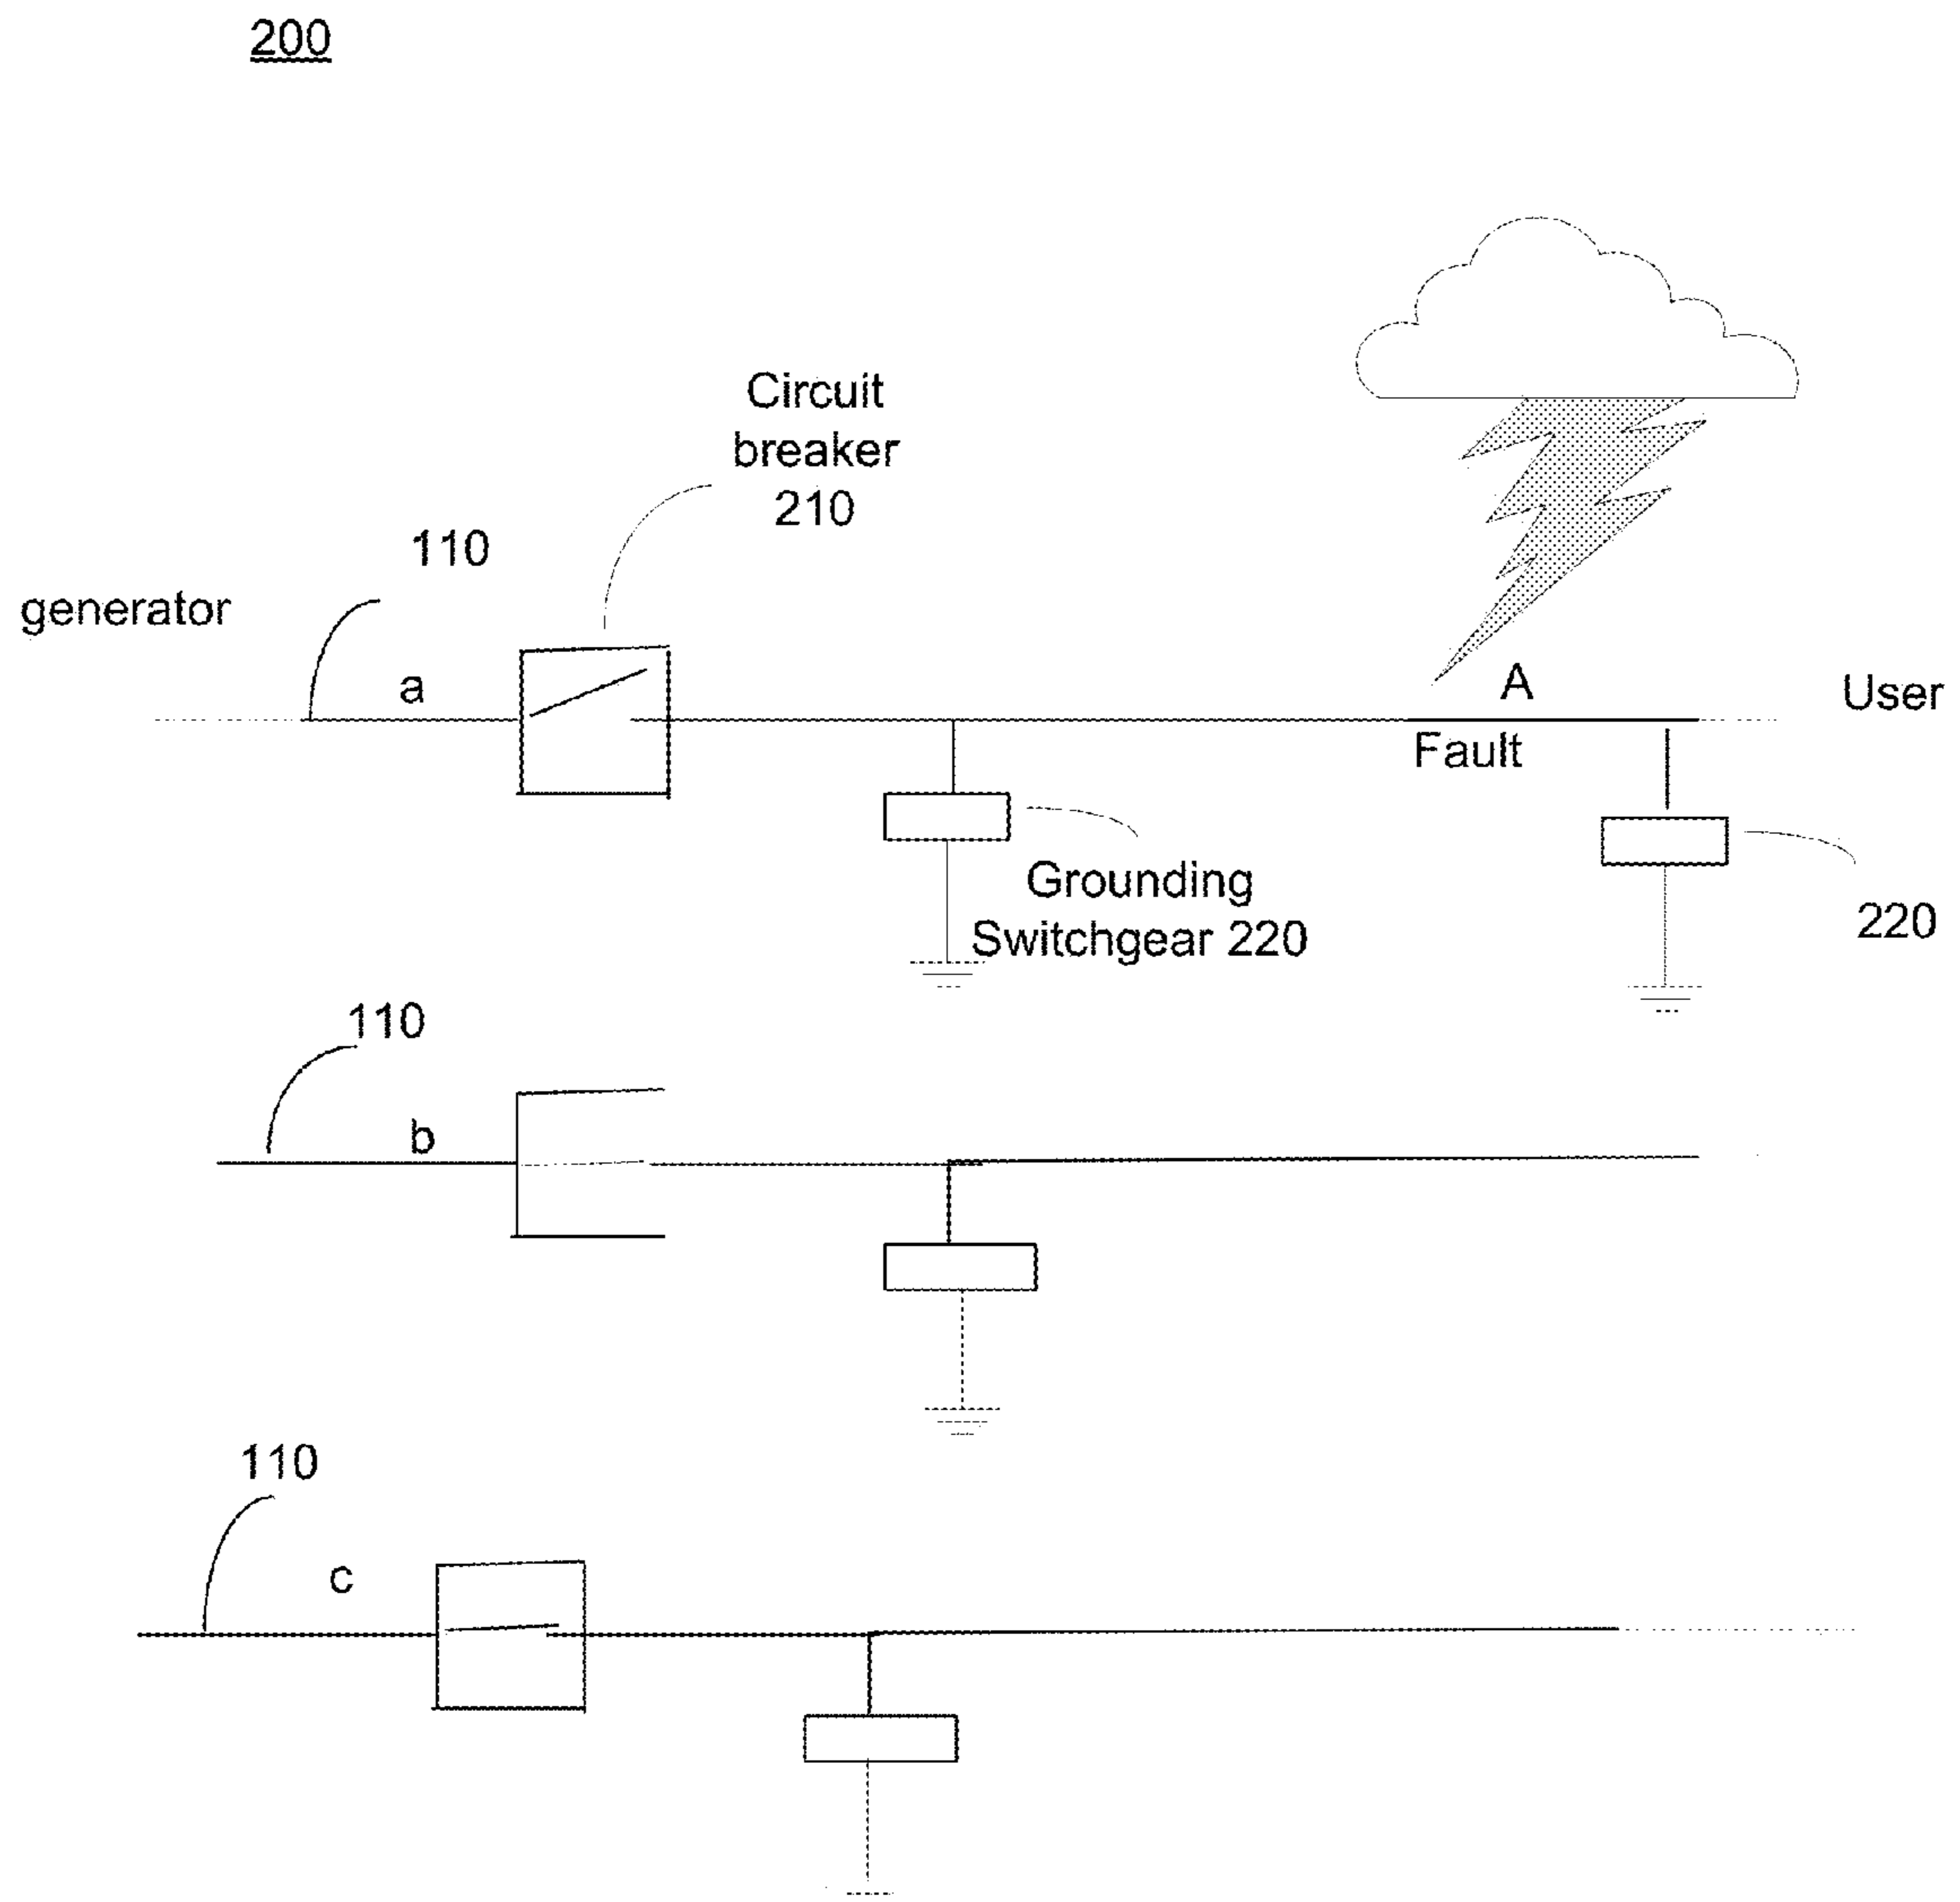 200
Circuit
breaker
210
110
generator
a
A
User
Fault
Grounding
Switchgear 220
220
110
b
110
c